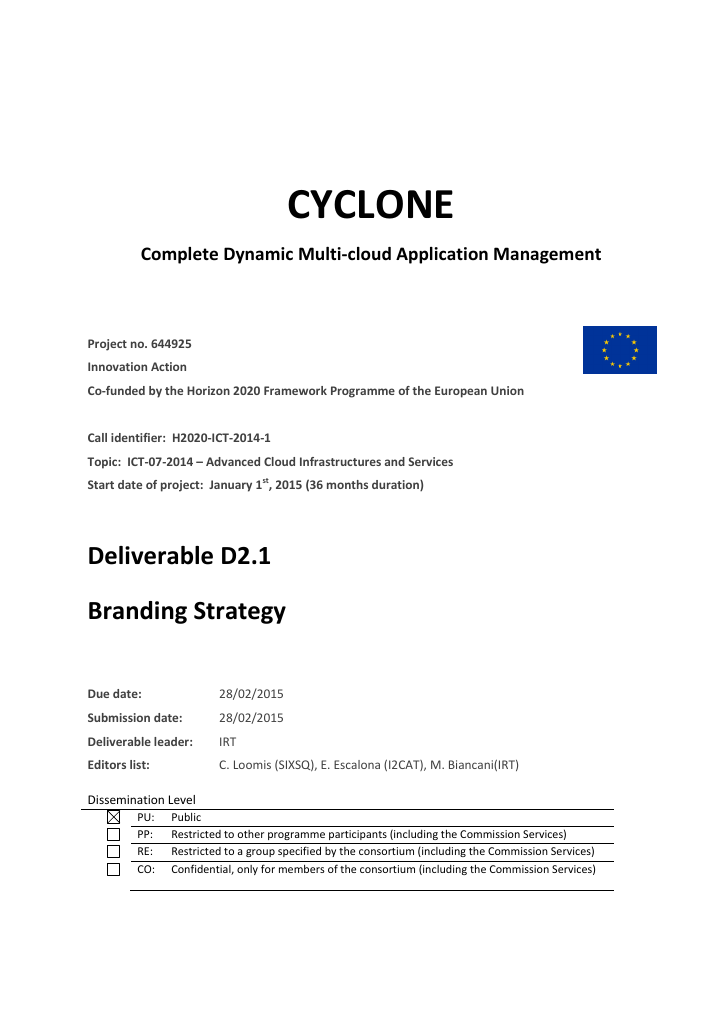 CYCLONE
Complete Dynamic Multi-cloud Application Management
Project no. 644925
Innovation Action
Co-funded by the Horizon 2020 Framework Programme of the European Union
Call identifier: H2020-ICT-2014-1
Topic: ICT-07-2014 – Advanced Cloud Infrastructures and Services
Start date of project: January 1st, 2015 (36 months duration)
Deliverable D2.1
Branding Strategy
Due date: 28/02/2015
Submission date: 28/02/2015
Deliverable leader: IRT
Editors list: C. Loomis (SIXSQ), E. Escalona (I2CAT), M. Biancani(IRT)
Dissemination Level
PU: Public
PP: Restricted to other programme participants (including the Commission Services)
RE: Restricted to a group specified by the consortium (including the Commission Services)
CO: Confidential, only for members of the consortium (including the Commission Services)